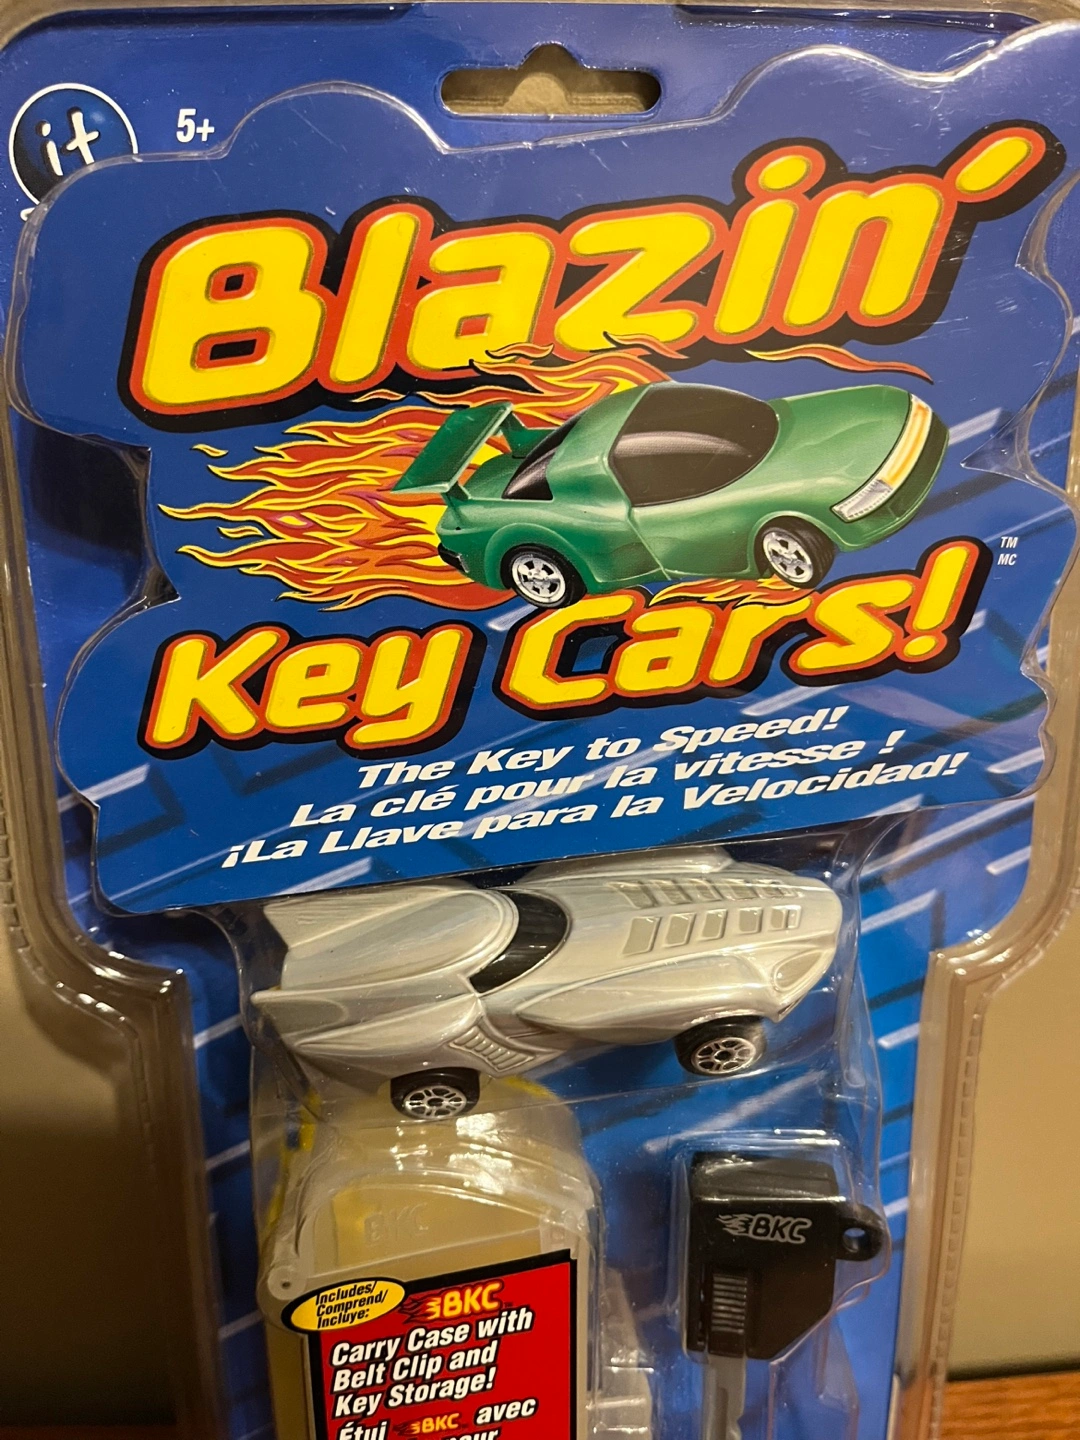 it
5+
Blazin'
Key Cars!
TM
MC
The Key to Speed!
La clé pour la vitesse !
¡La Llave para la Velocidad!
BKC
BKC
Includes/
Comprend/
Incluye:
BKC
Carry Case with
Belt Clip and
Key Storage!
Étui BKC avec